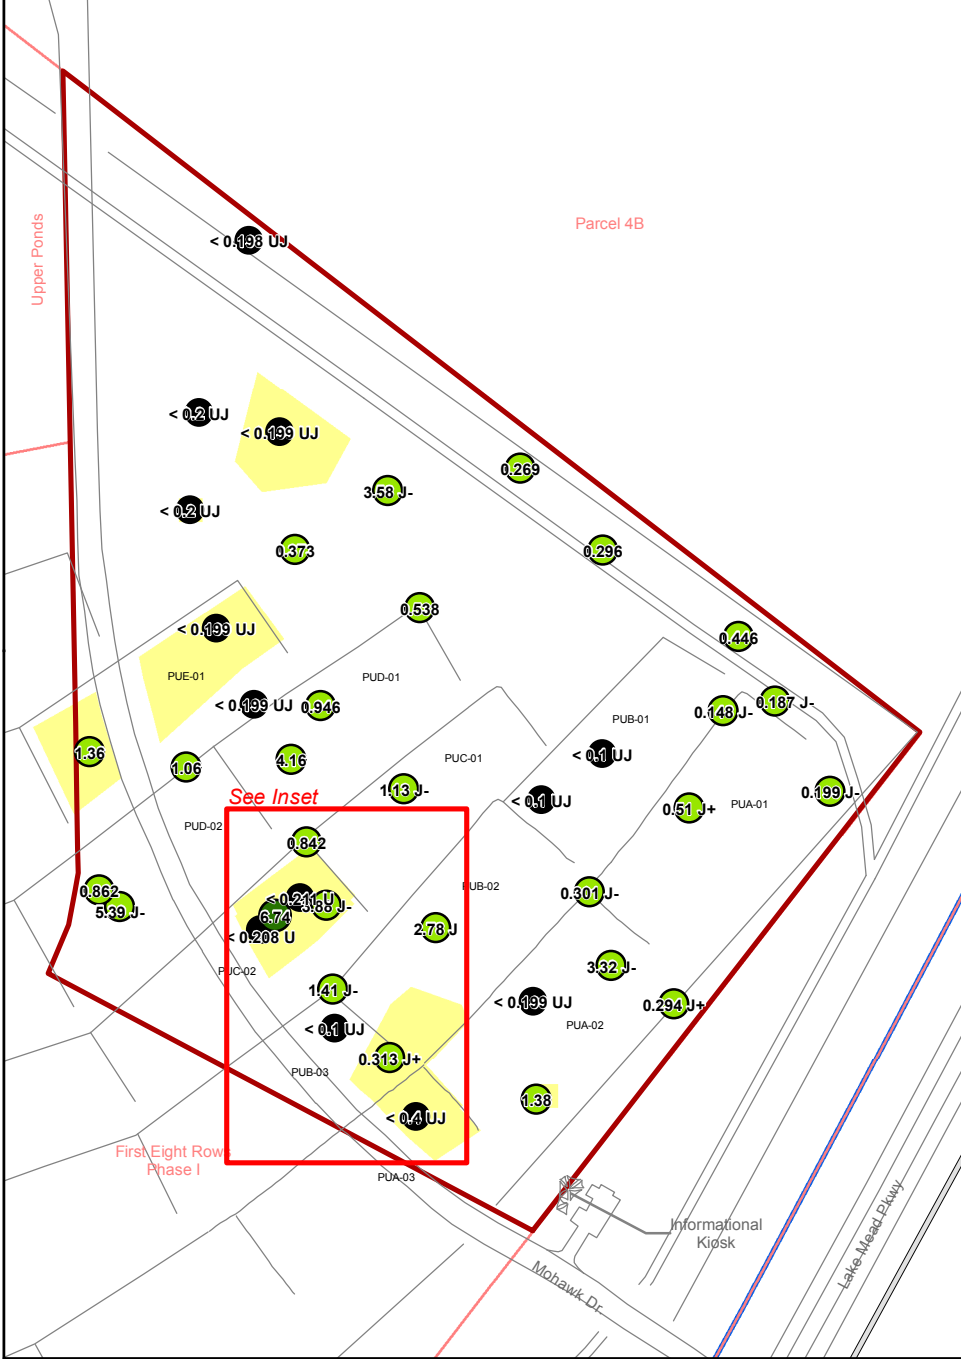 Parcel 4B
Upper Ponds
< 0.198 UJ
< 0.2 UJ
< 0.199 UJ
0.269
3.58 J-
< 0.2 UJ
0.373
0.296
0.538
< 0.199 UJ
0.446
PUE-01
PUD-01
0.187 J-
< 0.199 UJ
0.946
0.148 J-
PUB-01
1.36
1.06
4.16
PUC-01
< 0.1 UJ
See Inset
1.13 J-
< 0.1 UJ
0.199 J-
0.51 J+
PUA-01
PUD-02
0.842
0.862
5.39 J-
PUB-02
0.301 J-
6.74
< 0.208 U
2.78 J
PUC-02
3.32 J-
1.41 J-
< 0.199 UJ
0.294 J+
< 0.1 UJ
PUA-02
0.313 J+
PUB-03
1.38
< 0.4 UJ
First Eight Rows
Phase I
PUA-03
Informational
Kiosk
Mohawk Dr
Lake Mead Pkwy